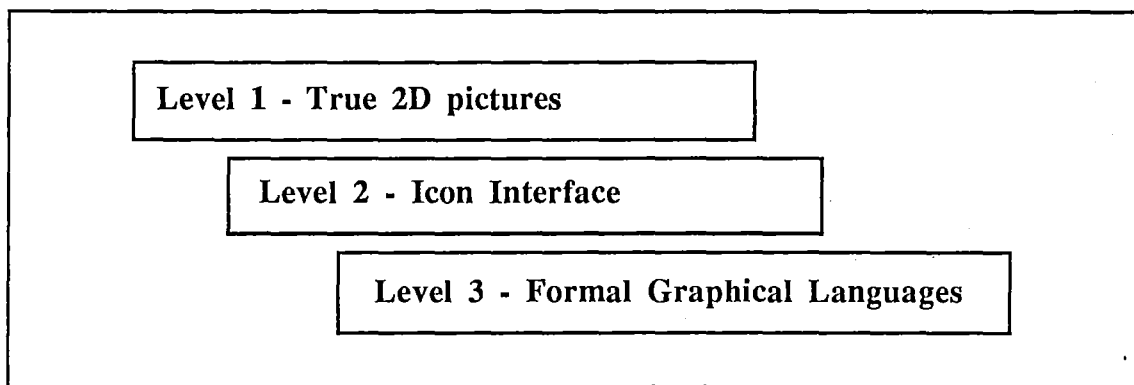 Level 1 - True 2D pictures
Level 2 - Icon Interface
Level 3 - Formal Graphical Languages